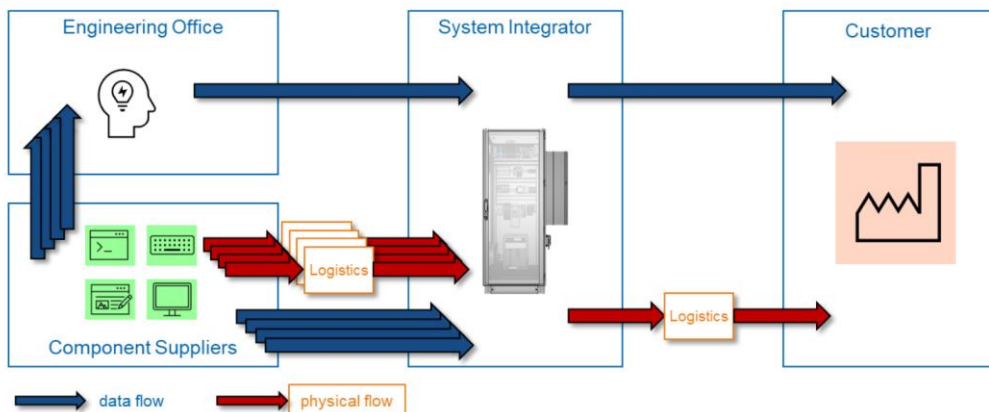 Engineering Office
System Integrator
Customer
Logistics
Logistics
Component Suppliers
data flow
physical flow